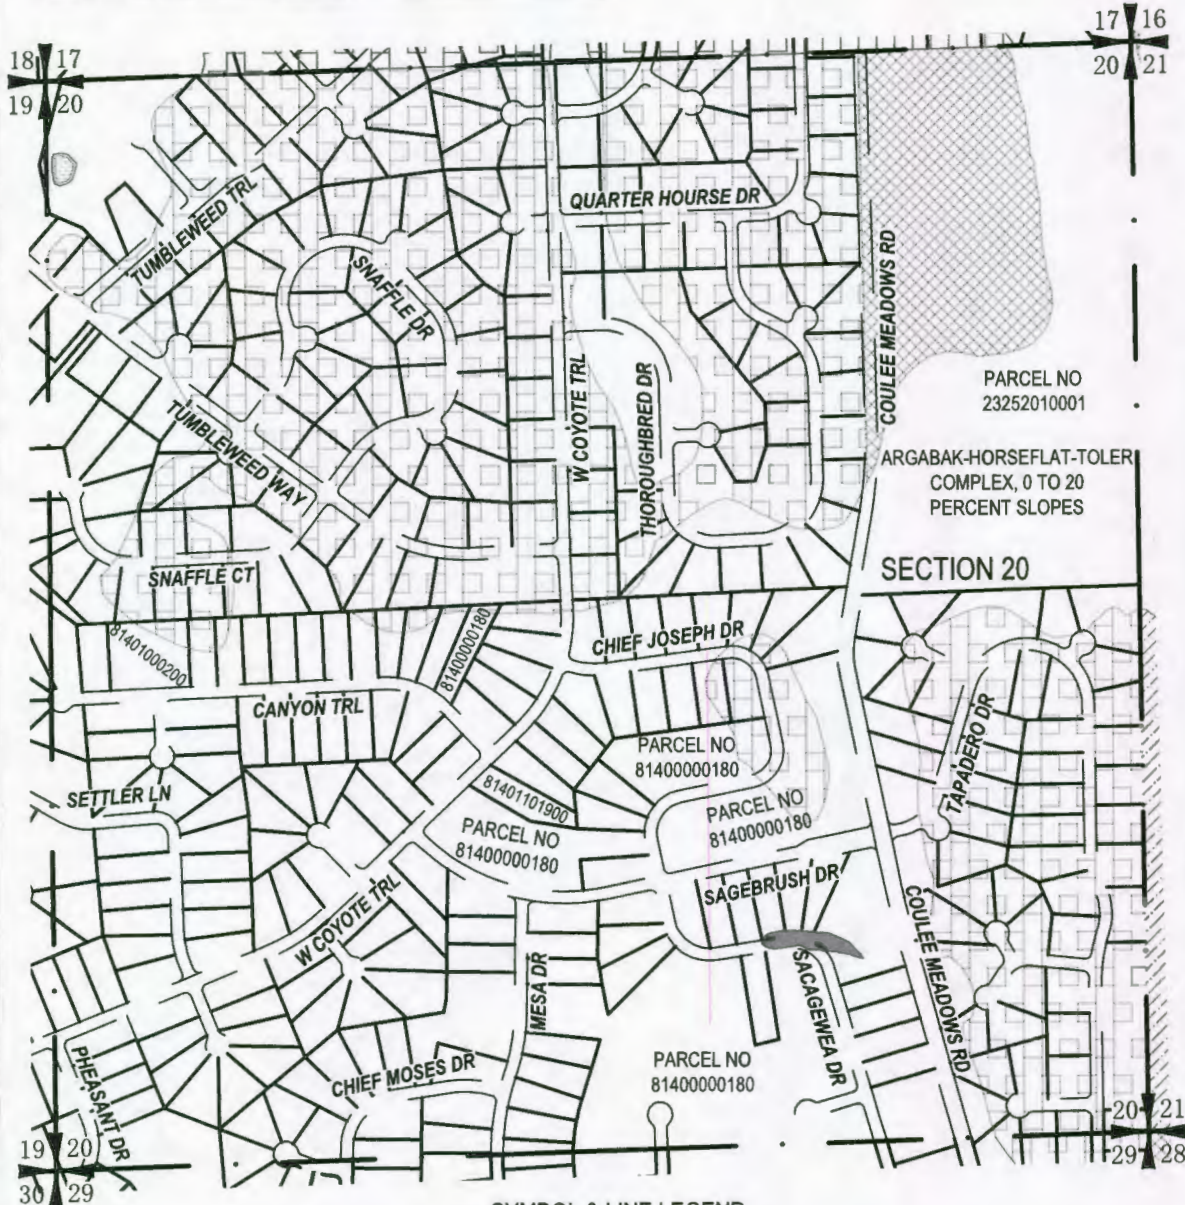 17 16
20 21
18 17
19 20
TUMBLEWEED TRL
QUARTER HOURSE DR
SNAFFLE DR
COULEE MEADOWS RD
W COYOTE TRL
THOROUGHBRED DR
PARCEL NO
23252010001
TUMBLEWEED WAY
ARGABAK-HORSEFLAT-TOLER
COMPLEX, 0 TO 20
PERCENT SLOPES
SNAFFLE CT
SECTION 20
81401000200
81400000180
CHIEF JOSEPH DR
CANYON TRL
TAPADERO DR
PARCEL NO
81400000180
SETTLER LN
81401101900
PARCEL NO
81400000180
PARCEL NO
81400000180
SAGEBRUSH DR
W COYOTE TRL
COULEE MEADOWS RD
MESA DR
SACAGEWEA DR
PHEASANT DR
CHIEF MOSES DR
PARCEL NO
81400000180
20 21
29 28
19 20
30 29
SYMBOL & LINE LEGEND